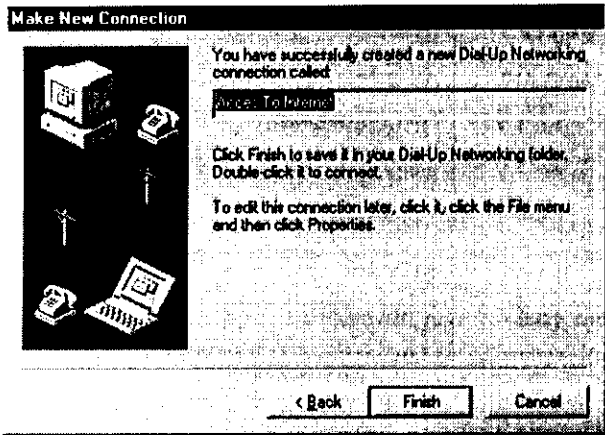 Make New Connection
You have successfully created a new Dial-Up Networking
connection called:
Access To Internet
Click Finish to save it in your Dial-Up Networking folder.
Double-click it to connect.
To edit this connection later, click it, click the File menu
and then click Properties.
< Back
Finish
Cancel